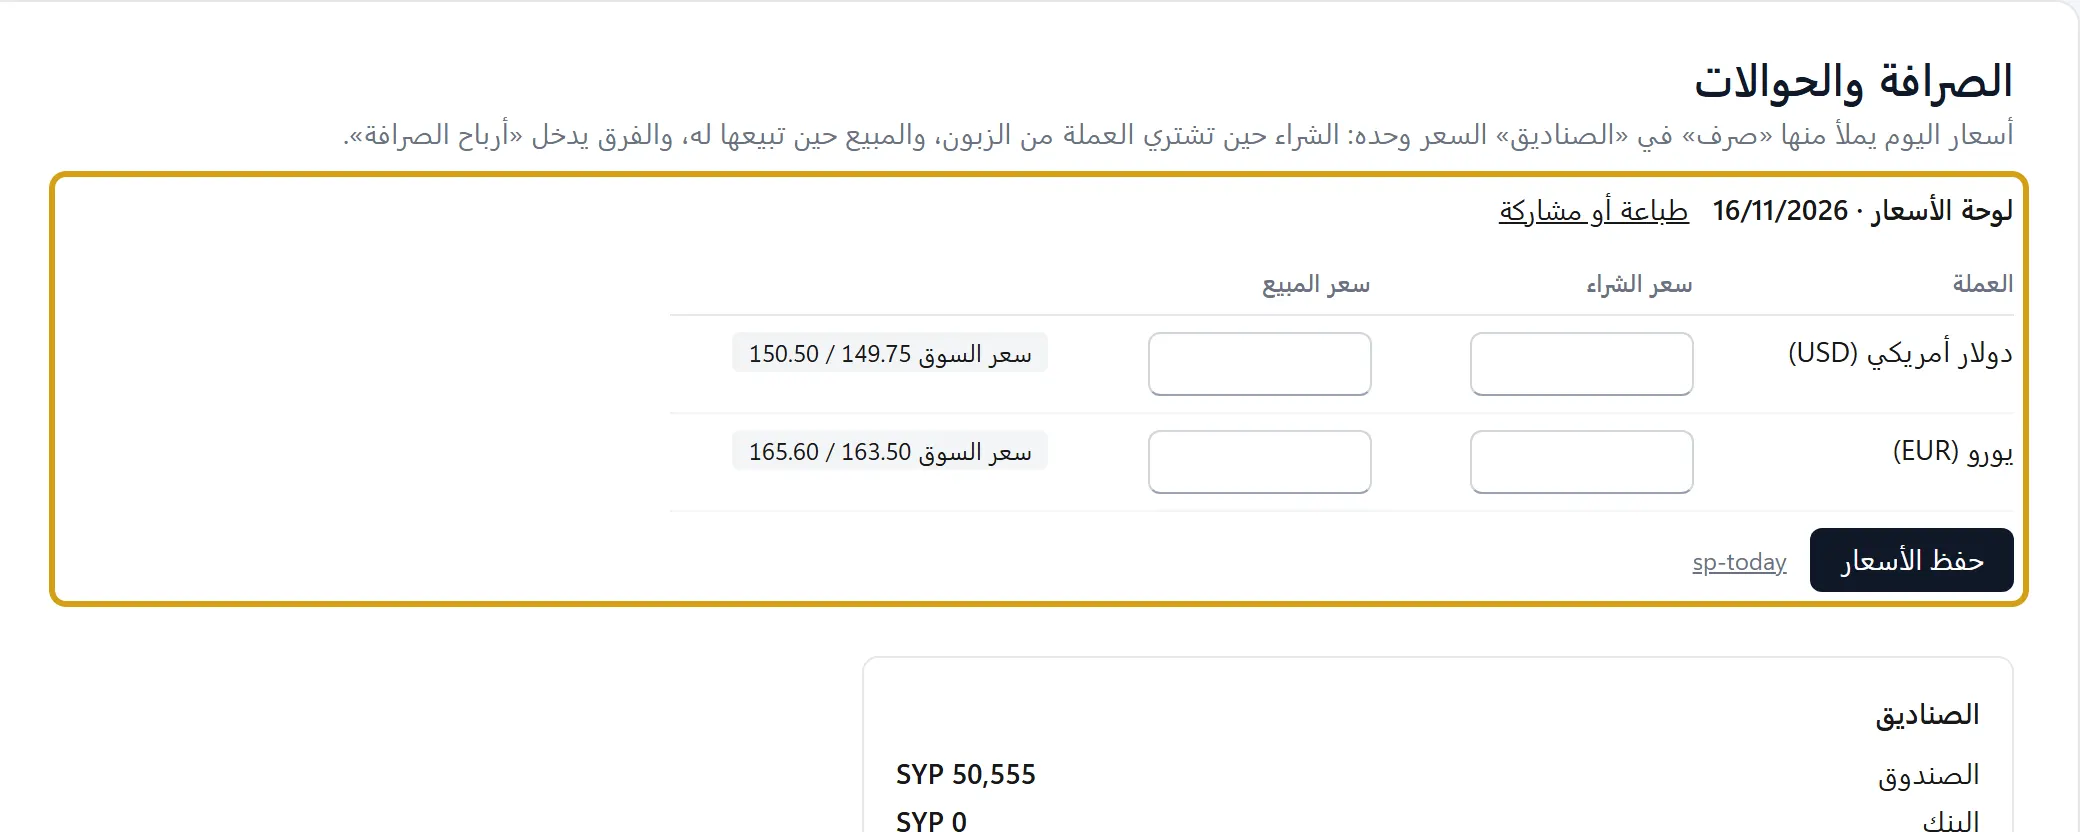 الصرافة والحوالات
أسعار اليوم يملأ منها «صرف» في «الصناديق» السعر وحده: الشراء حين تشتري العملة من الزبون، والمبيع حين تبيعها له، والفرق يدخل «أرباح الصرافة».
لوحة الأسعار · 16/11/2026 طباعة أو مشاركة
العملة سعر الشراء سعر المبيع
دولار أمريكي (USD) سعر السوق 149.75 / 150.50
يورو (EUR) سعر السوق 163.50 / 165.60
حفظ الأسعار sp-today
الصناديق
الصندوق SYP 50,555
البنك SYP 0